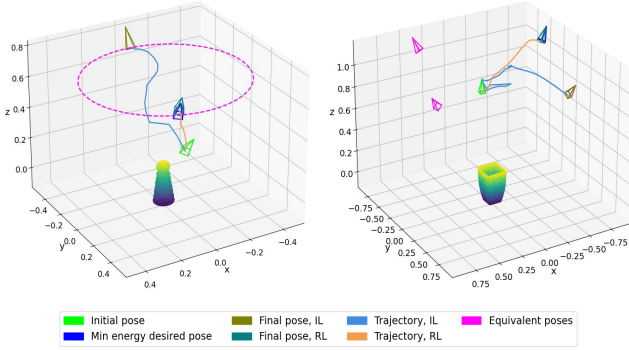 0.8
0.6
z 0.4
0.2
0.0
−0.4
−0.2
y 0.0
0.2
0.4
0.4
0.2
0.0
x
−0.2
−0.4
1.0
0.8
0.6
z
0.4
0.2
0.0
−0.75
−0.50
−0.25
y 0.00
0.25
0.50
0.75
0.75
0.50
0.25
0.00
x
−0.25
−0.50
−0.75
Initial pose
Min energy desired pose
Final pose, IL
Final pose, RL
Trajectory, IL
Trajectory, RL
Equivalent poses